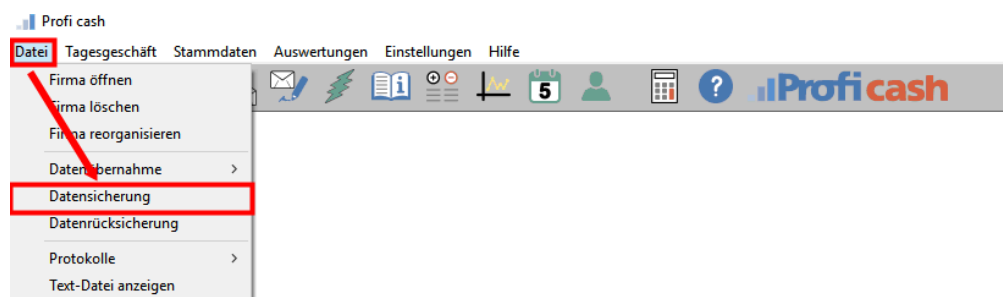 Profi cash
Datei Tagesgeschäft Stammdaten Auswertungen Einstellungen Hilfe
5 ? Profi cash
Firma öffnen
Firma löschen
Firma reorganisieren
Datenübernahme >
Datensicherung
Datenrücksicherung
Protokolle >
Text-Datei anzeigen